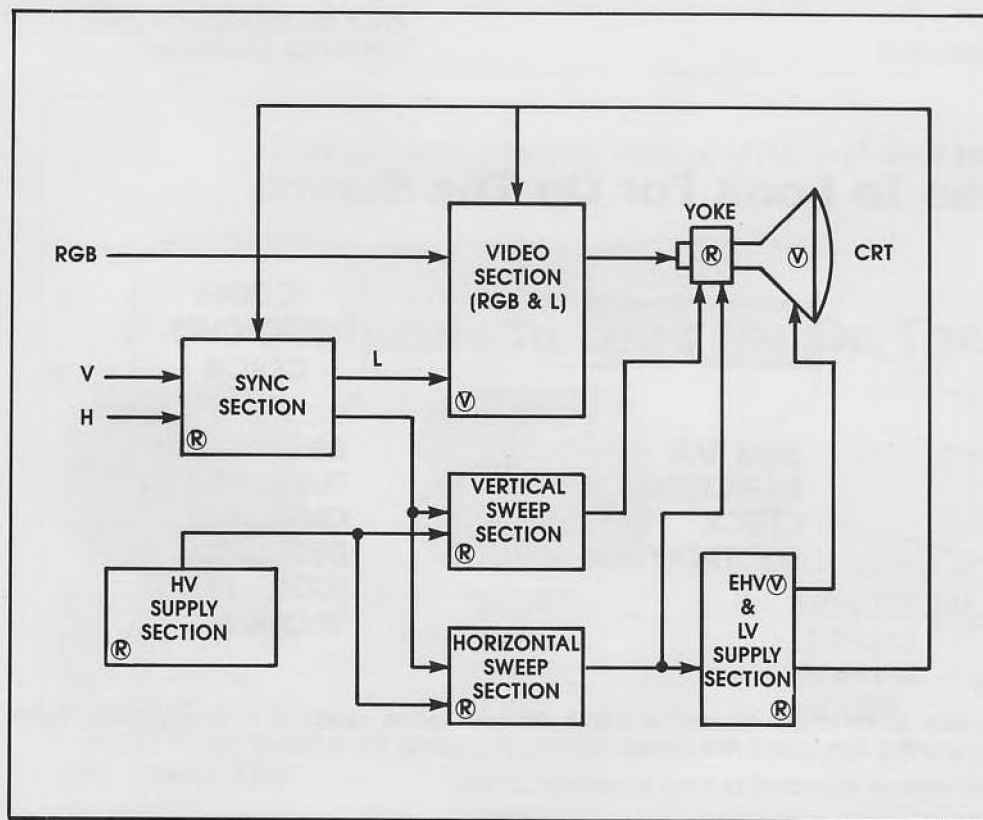 YOKE
RGB
VIDEO
SECTION
(RGB & L)
Ⓥ
Ⓡ
Ⓥ
CRT
V
H
SYNC
SECTION
Ⓡ
L
VERTICAL
SWEEP
SECTION
Ⓡ
HV
SUPPLY
SECTION
Ⓡ
HORIZONTAL
SWEEP
SECTION
Ⓡ
EHV Ⓥ
&
LV
SUPPLY
SECTION
Ⓡ